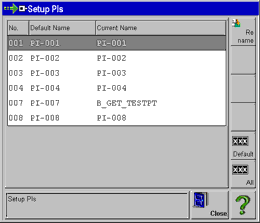 Setup PIs
No. Default Name Current Name
001 PI-001 PI-001
002 PI-002 PI-002
003 PI-003 PI-003
004 PI-004 PI-004
007 PI-007 B_GET_TESTPT
008 PI-008 PI-008
Re
name
XXX
Default
XXX
All
Setup PIs
Close
?